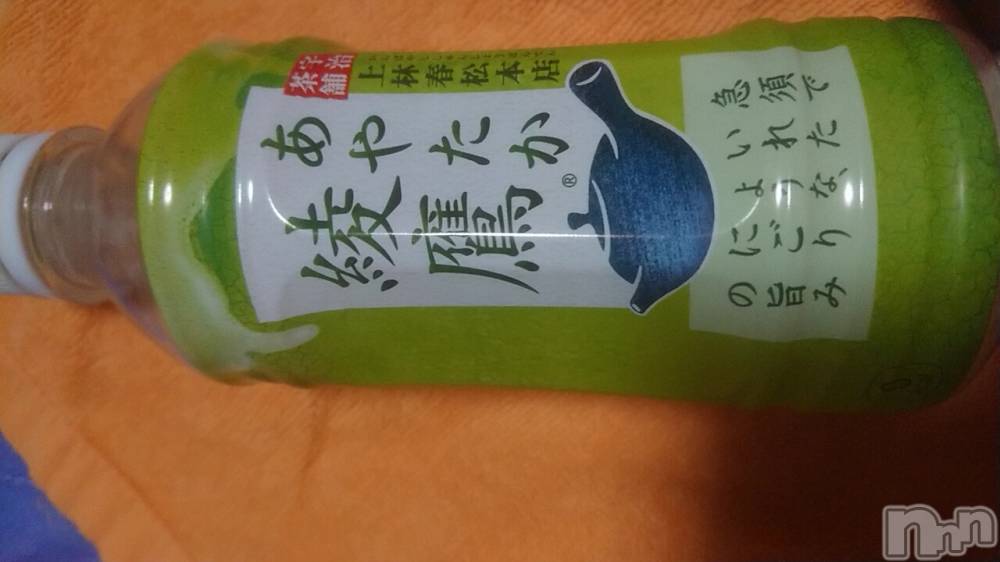 宇治
茶舗
上林春松本店
あやたか
綾鷹®
急須で
いれた
ような、
にごり
の旨み
nnn